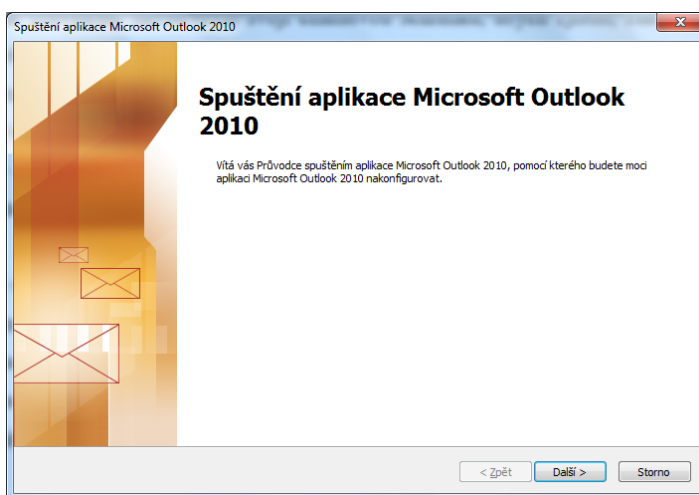 Spuštění aplikace Microsoft Outlook 2010
Spuštění aplikace Microsoft Outlook
2010
Vítá vás Průvodce spuštěním aplikace Microsoft Outlook 2010, pomocí kterého budete moci
aplikaci Microsoft Outlook 2010 nakonfigurovat.
< Zpět Další > Storno